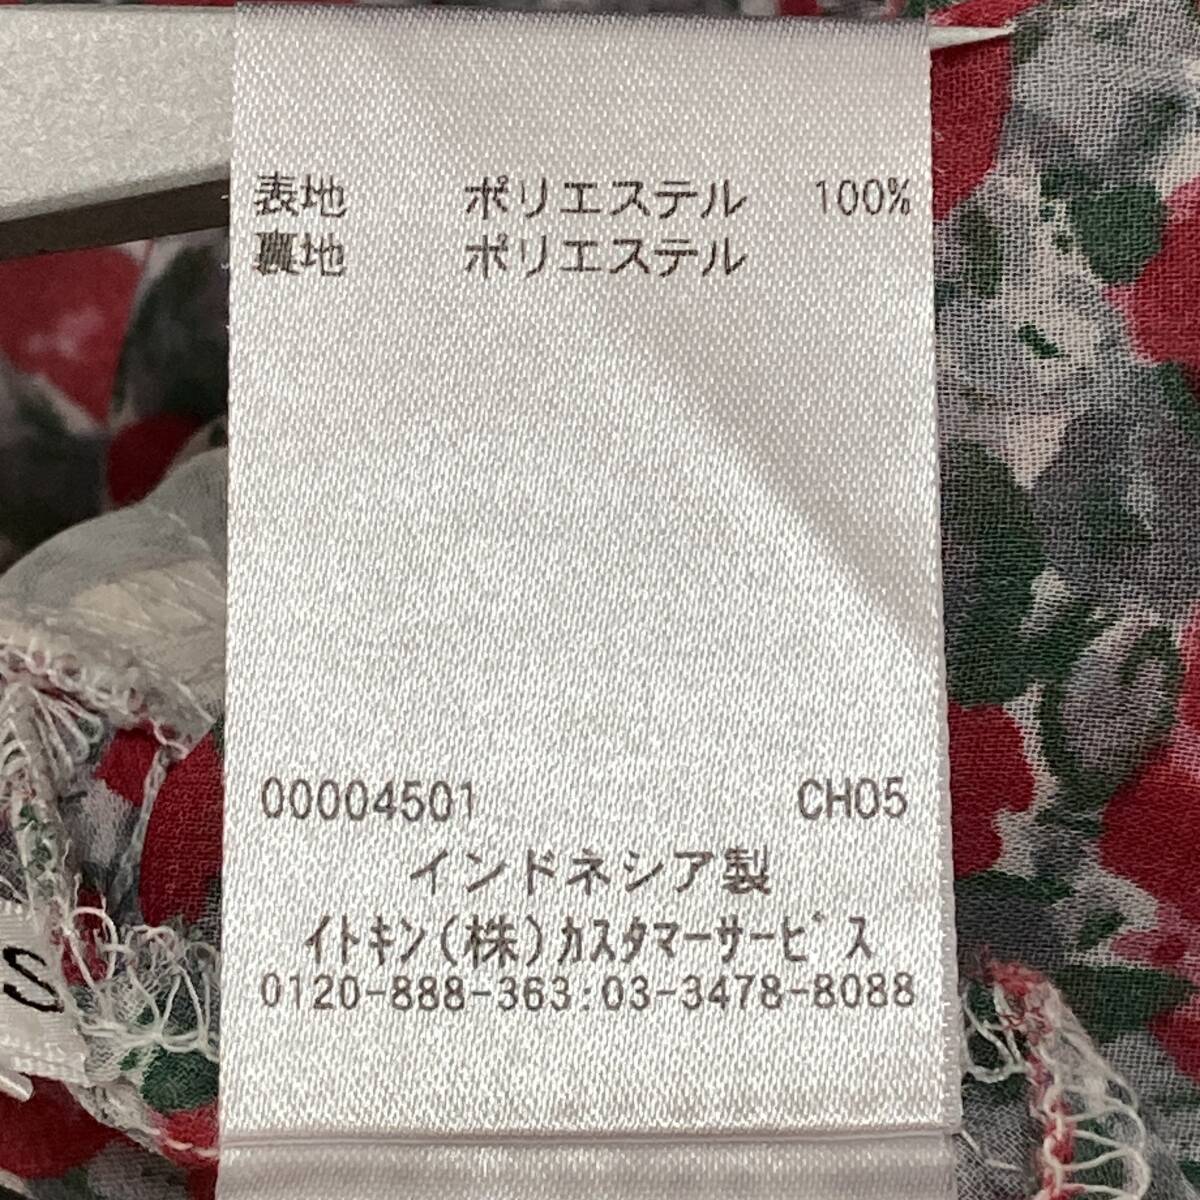 表地 ポリエステル 100%
裏地 ポリエステル
00004501 CH05
インドネシア製
イトキン(株)カスタマーサービス
0120-888-363:03-3478-8088
S